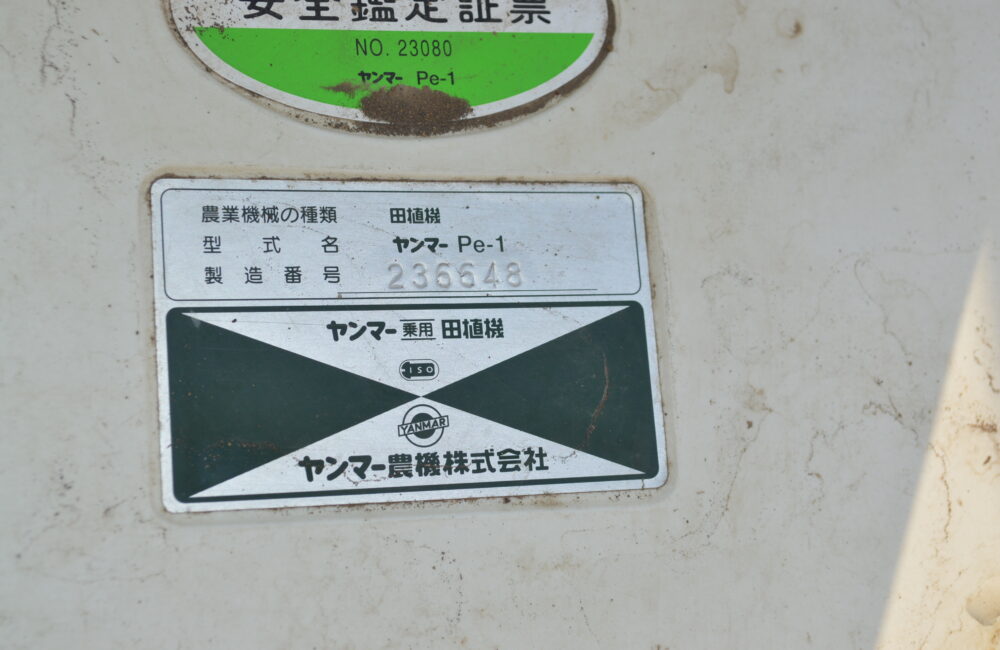 安全鑑定証票
NO. 23080
ヤンマー Pe-1
農業機械の種類 田植機
型式名 ヤンマー Pe-1
製造番号 236648
ヤンマー 乗用 田植機
ISO
YANMAR
ヤンマー農機株式会社